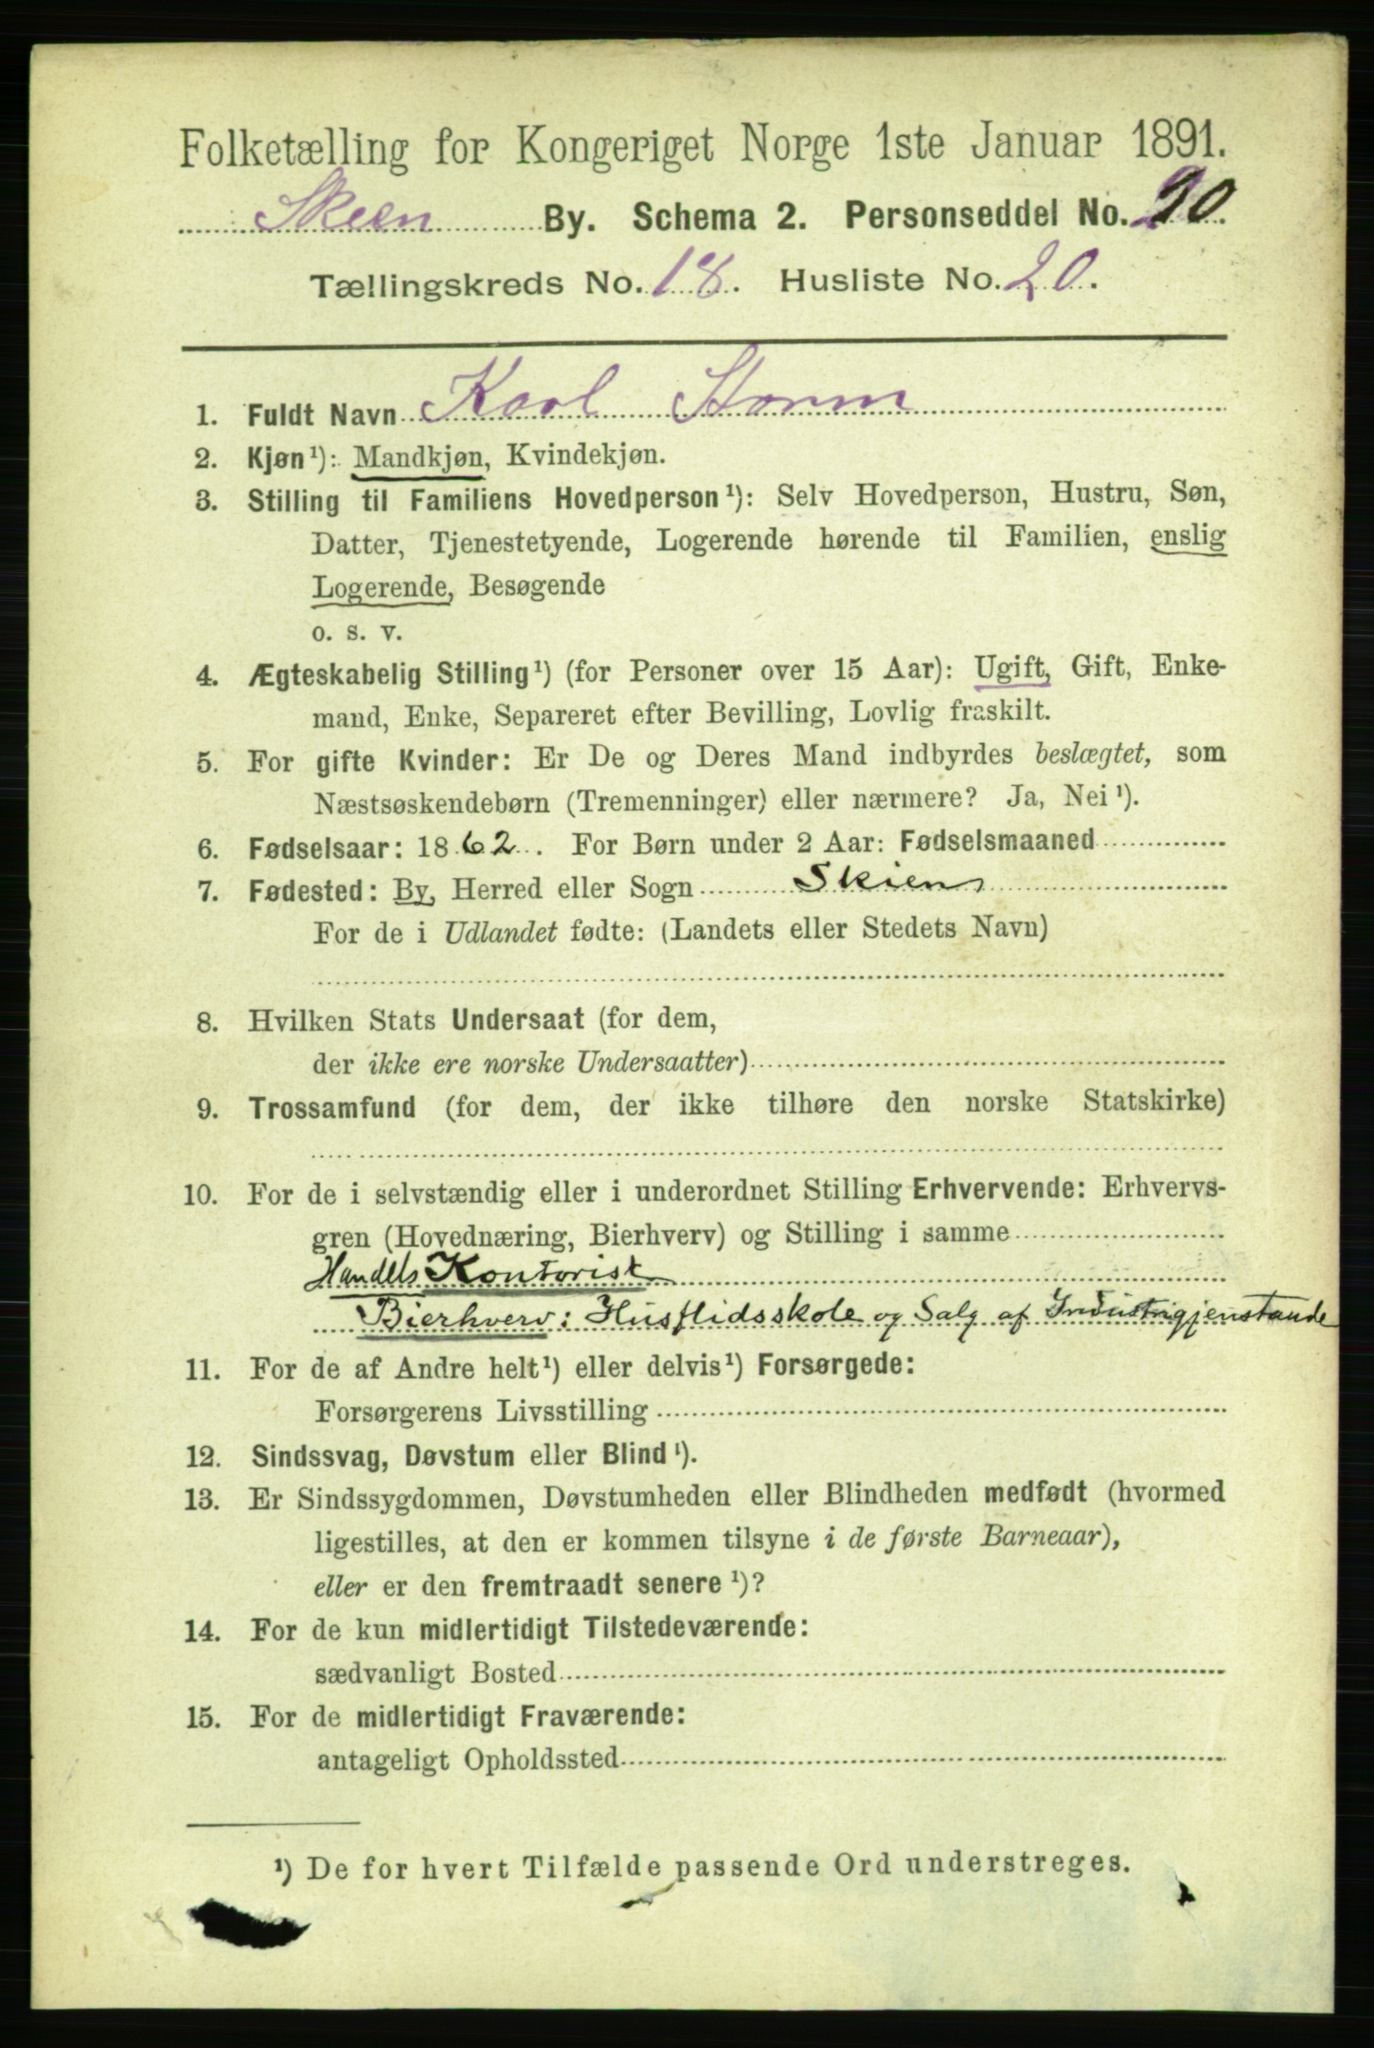 Folketælling for Kongeriget Norge 1ste Januar 1891.
Skien By. Schema 2. Personseddel No. 20
Tællingskreds No. 18. Husliste No. 20.
1. Fuldt Navn Karl Storm
2. Kjøn¹): Mandkjøn, Kvindekjøn.
3. Stilling til Familiens Hovedperson¹): Selv Hovedperson, Hustru, Søn,
Datter, Tjenestetyende, Logerende hørende til Familien, enslig
Logerende, Besøgende
o. s. v.
4. Ægteskabelig Stilling¹) (for Personer over 15 Aar): Ugift, Gift, Enke-
mand, Enke, Separeret efter Bevilling, Lovlig fraskilt.
5. For gifte Kvinder: Er De og Deres Mand indbyrdes beslægtet, som
Næstsøskendebørn (Tremenninger) eller nærmere? Ja, Nei¹).
6. Fødselsaar: 1862. For Børn under 2 Aar: Fødselsmaaned
7. Fødested: By, Herred eller Sogn Skien
For de i Udlandet fødte: (Landets eller Stedets Navn)
8. Hvilken Stats Undersaat (for dem,
der ikke ere norske Undersaatter)
9. Trossamfund (for dem, der ikke tilhøre den norske Statskirke)
10. For de i selvstændig eller i underordnet Stilling Erhvervende: Erhvervs-
gren (Hovednæring, Bierhverv) og Stilling i samme
Handels Kontorist
Bierhverv: Husflidsskole og Salg af Industrigjenstande
11. For de af Andre helt¹) eller delvis¹) Forsørgede:
Forsørgerens Livsstilling
12. Sindssvag, Døvstum eller Blind¹).
13. Er Sindssygdommen, Døvstumheden eller Blindheden medfødt (hvormed
ligestilles, at den er kommen tilsyne i de første Barneaar),
eller er den fremtraadt senere¹)?
14. For de kun midlertidigt Tilstedeværende:
sædvanligt Bosted
15. For de midlertidigt Fraværende:
antageligt Opholdssted
¹) De for hvert Tilfælde passende Ord understreges.